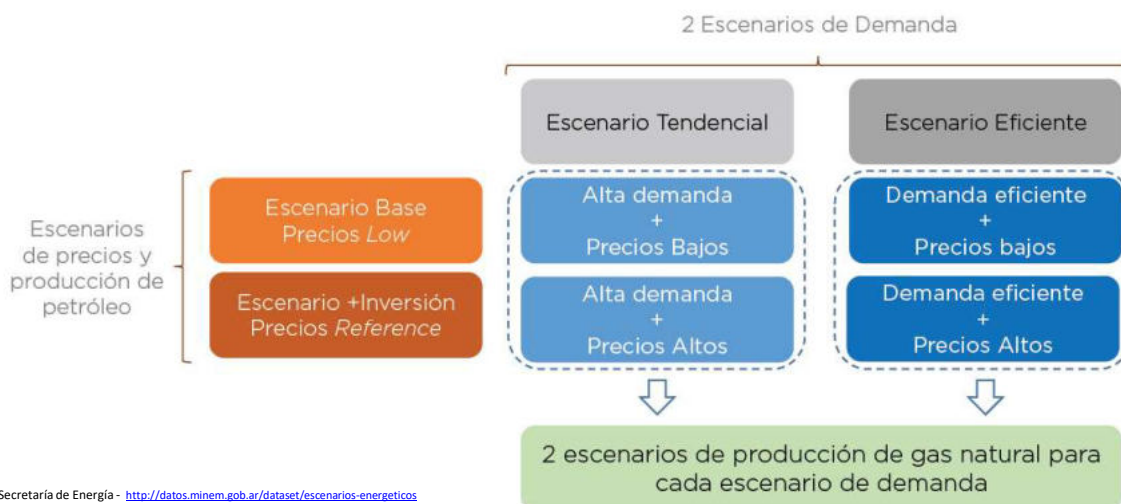 2 Escenarios de Demanda
Escenario Tendencial
Escenario Eficiente
Escenarios
de precios y
producción de
petróleo
Escenario Base
Precios Low
Alta demanda
+
Precios Bajos
Demanda eficiente
+
Precios bajos
Escenario +Inversión
Precios Reference
Alta demanda
+
Precios Altos
Demanda eficiente
+
Precios Altos
2 escenarios de producción de gas natural para
cada escenario de demanda
Secretaría de Energía - http://datos.minem.gob.ar/dataset/escenarios-energeticos